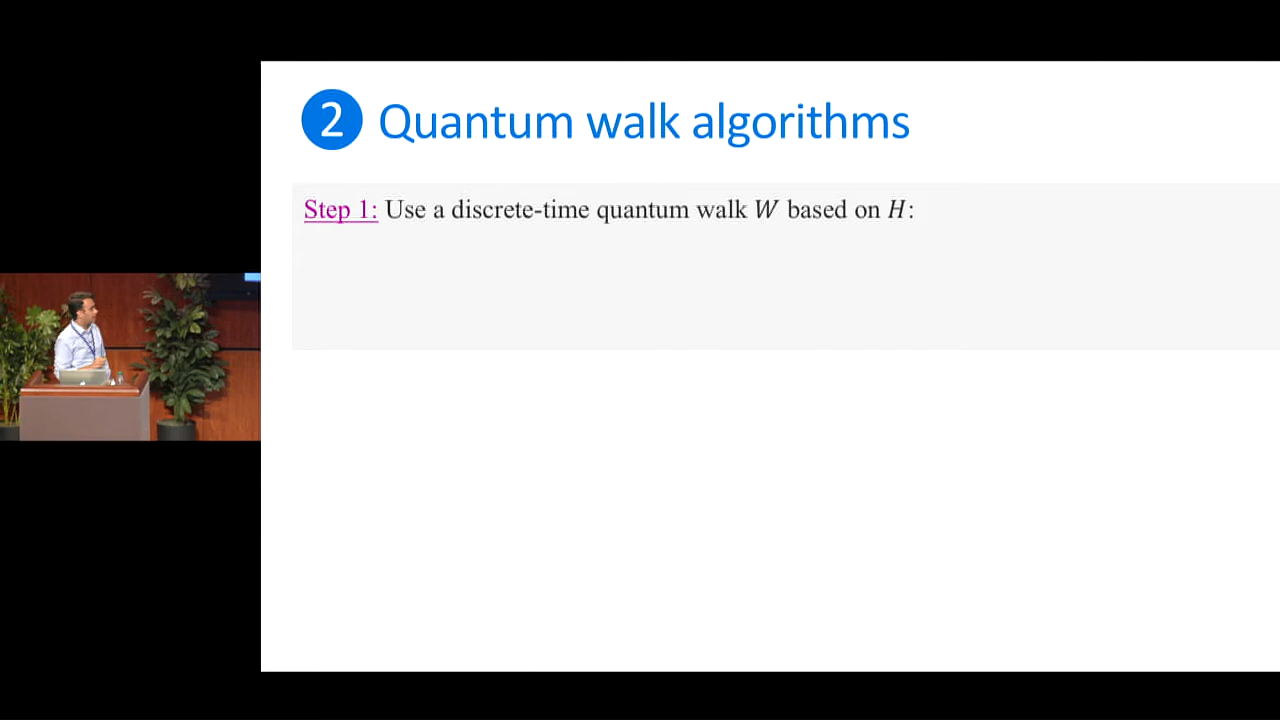 2 Quantum walk algorithms
Step 1: Use a discrete-time quantum walk W based on H: